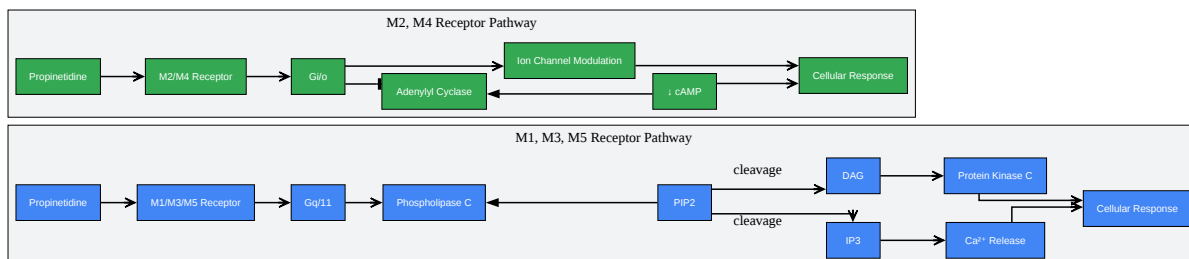 M2, M4 Receptor Pathway
Propinetidine
M2/M4 Receptor
Gi/o
Ion Channel Modulation
Adenylyl Cyclase
↓ cAMP
Cellular Response
M1, M3, M5 Receptor Pathway
Propinetidine
M1/M3/M5 Receptor
Gq/11
Phospholipase C
PIP2
cleavage
cleavage
DAG
IP3
Protein Kinase C
Ca²⁺ Release
Cellular Response